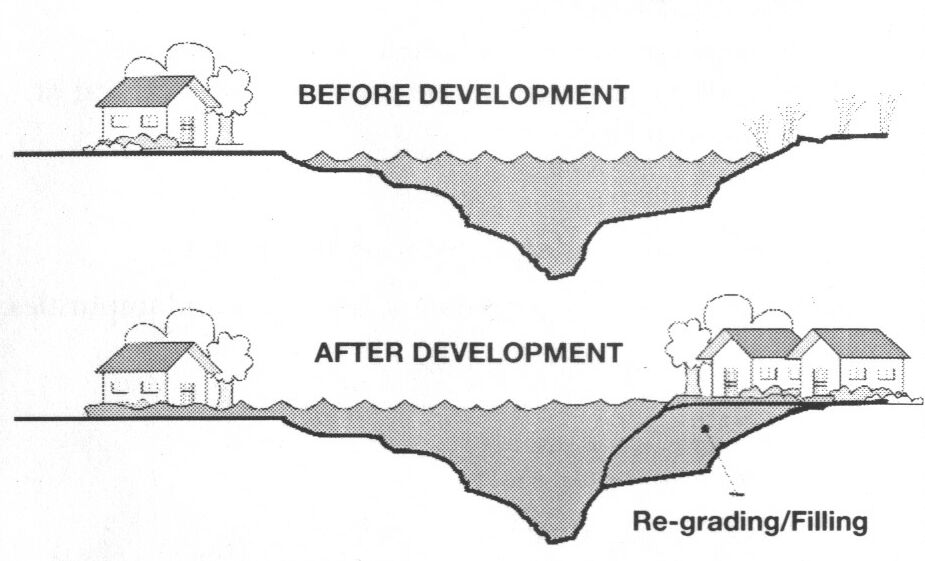 BEFORE DEVELOPMENT
AFTER DEVELOPMENT
Re-grading/Filling